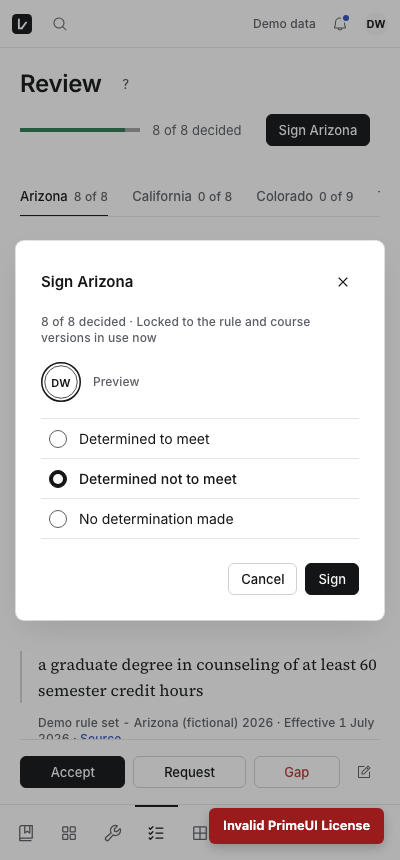 Demo data
DW
Review
?
8 of 8 decided
Sign Arizona
Arizona 8 of 8
California 0 of 8
Colorado 0 of 9
Sign Arizona
8 of 8 decided · Locked to the rule and course
versions in use now
DW
Preview
Determined to meet
Determined not to meet
No determination made
Cancel
Sign
a graduate degree in counseling of at least 60
semester credit hours
Demo rule set - Arizona (fictional) 2026 · Effective 1 July
2026 · Source
Accept
Request
Gap
Invalid PrimeUI License